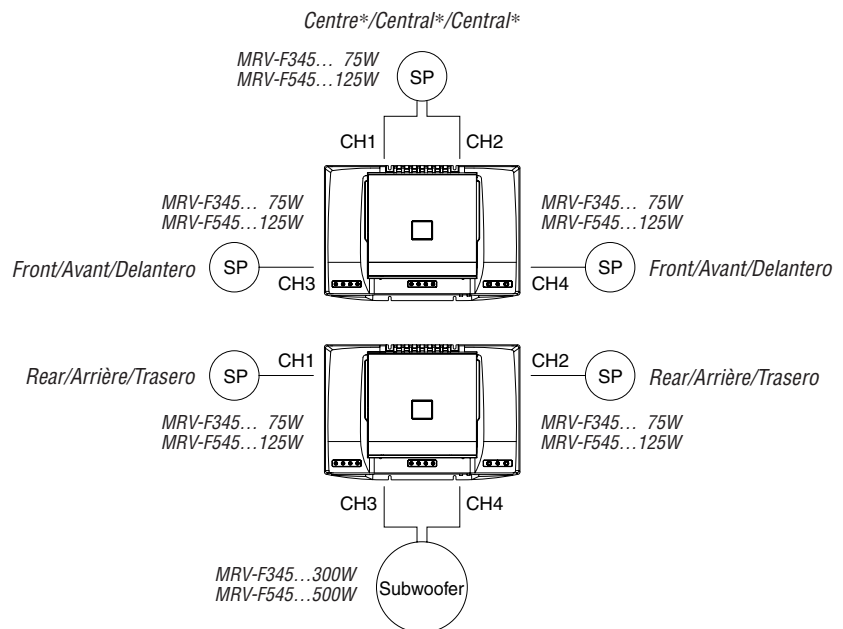 Centre*/Central*/Central*
MRV-F345… 75W
MRV-F545…125W
SP
CH1
CH2
MRV-F345… 75W
MRV-F545…125W
MRV-F345… 75W
MRV-F545…125W
Front/Avant/Delantero
SP
CH3
CH4
SP
Front/Avant/Delantero
Rear/Arrière/Trasero
SP
CH1
CH2
SP
Rear/Arrière/Trasero
MRV-F345… 75W
MRV-F545…125W
MRV-F345… 75W
MRV-F545…125W
CH3
CH4
MRV-F345…300W
MRV-F545…500W
Subwoofer